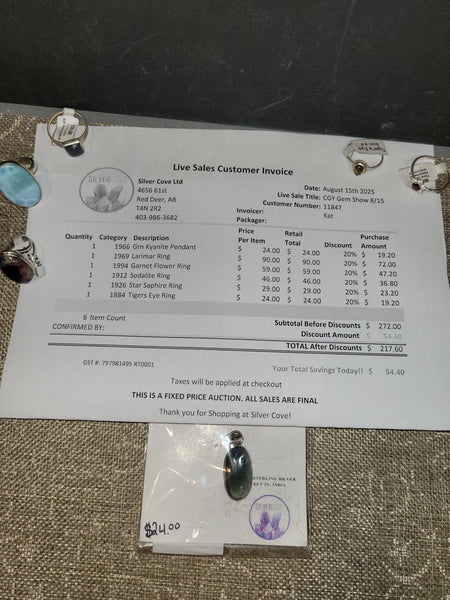 Live Sales Customer Invoice
SILVER COVE
Silver Cove Ltd
4656 61st
Red Deer, AB
T4N 2R2
403-986-3682
Date: August 15th 2025
Live Sale Title: CGY Gem Show 8/15
Customer Number: 11847
Invoicer: Kat
Packager:
Quantity Category Description Price Per Item Retail Total Discount Purchase Amount
1 1966 Grn Kyanite Pendant $ 24.00 $ 24.00 20% $ 19.20
1 1969 Larimar Ring $ 90.00 $ 90.00 20% $ 72.00
1 1994 Garnet Flower Ring $ 59.00 $ 59.00 20% $ 47.20
1 1912 Sodalite Ring $ 46.00 $ 46.00 20% $ 36.80
1 1926 Star Saphire Ring $ 29.00 $ 29.00 20% $ 23.20
1 1884 Tigers Eye Ring $ 24.00 $ 24.00 20% $ 19.20
6 Item Count
Subtotal Before Discounts $ 272.00
CONFIRMED BY:
Discount Amount $ 54.40
TOTAL After Discounts $ 217.60
GST #: 797981495 RT0001
Your Total Savings Today!! $ 54.40
Taxes will be applied at checkout
THIS IS A FIXED PRICE AUCTION. ALL SALES ARE FINAL
Thank you for Shopping at Silver Cove!
STERLING SILVER
INDIA
SILVER
$24.00